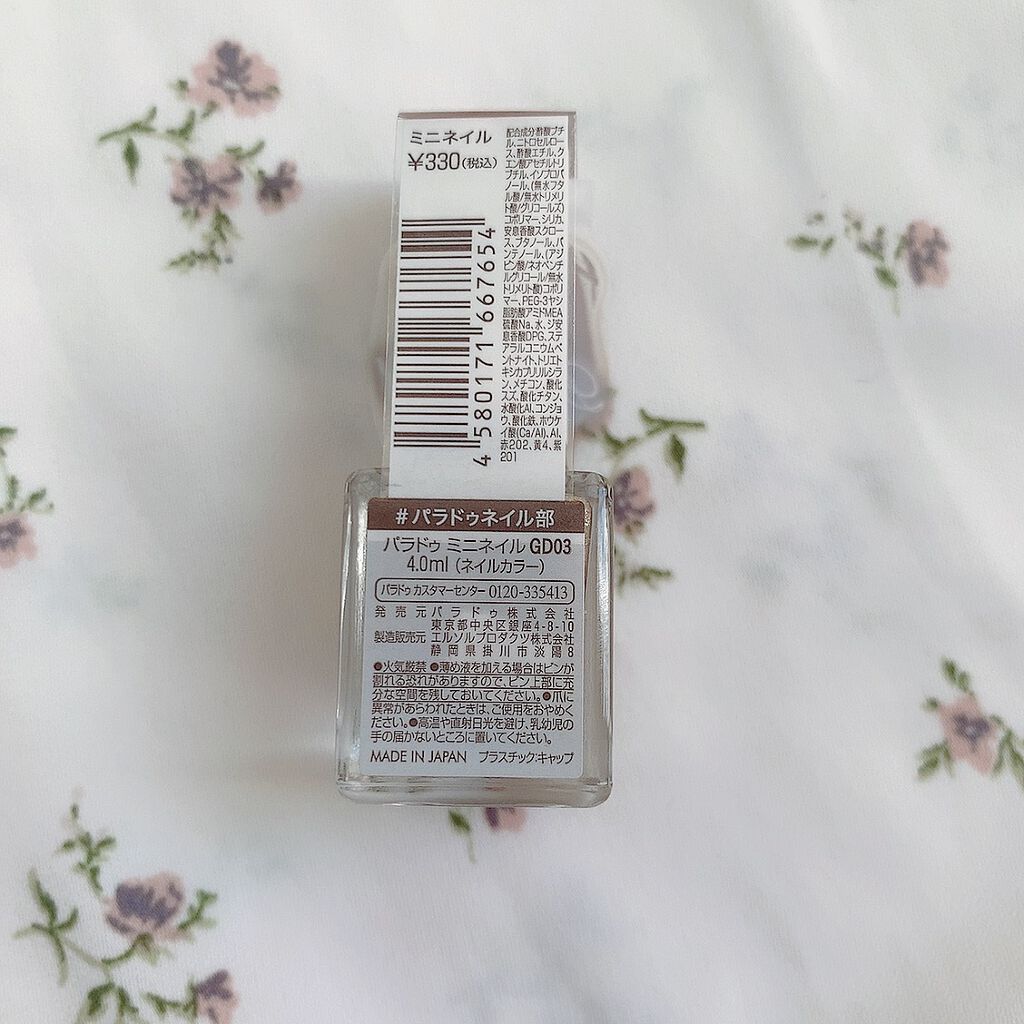 ミニネイル
¥330(税込)
4 580171 667654
配合成分:酢酸ブチ
ル、ニトロセルロー
ス、酢酸エチル、ク
エン酸アセチルトリ
ブチル、イソプロパ
ノール、(無水フタ
ル酸/無水トリメリ
ト酸/グリコールズ)
コポリマー、シリカ、
安息香酸スクロー
ス、ブタノール、パ
ンテノール、(アジ
ピン酸/ネオペンチ
ルグリコール/無水
トリメリト酸)コポリ
マー、PEG-3ヤシ
脂肪酸アミドMEA
硫酸Na、水、ジ安
息香酸DPG、ステ
アラルコニウムベ
ントナイト、トリエト
キシカプリリルシラ
ン、メチコン、酸化
スズ、酸化チタン、
水酸化Al、コンジョ
ウ、酸化鉄、ホウケ
イ酸(Ca/Al)、Al、
赤202、黄4、紫
201
#パラドゥネイル部
パラドゥ ミニネイル GD03
4.0ml (ネイルカラー)
パラドゥ カスタマーセンター 0120-335413
発売元 パラドゥ株式会社
東京都中央区銀座4-8-10
製造販売元 エルソルプロダクツ株式会社
静岡県掛川市淡陽8
●火気厳禁 ●薄め液を加える場合はビンが
割れる恐れがありますので、ビン上部に充
分な空間を残しておいてください。●爪に
異常があらわれたときは、ご使用をおやめく
ださい。●高温や直射日光を避け、乳幼児の
手の届かないところに置いてください。
MADE IN JAPAN プラスチック:キャップ